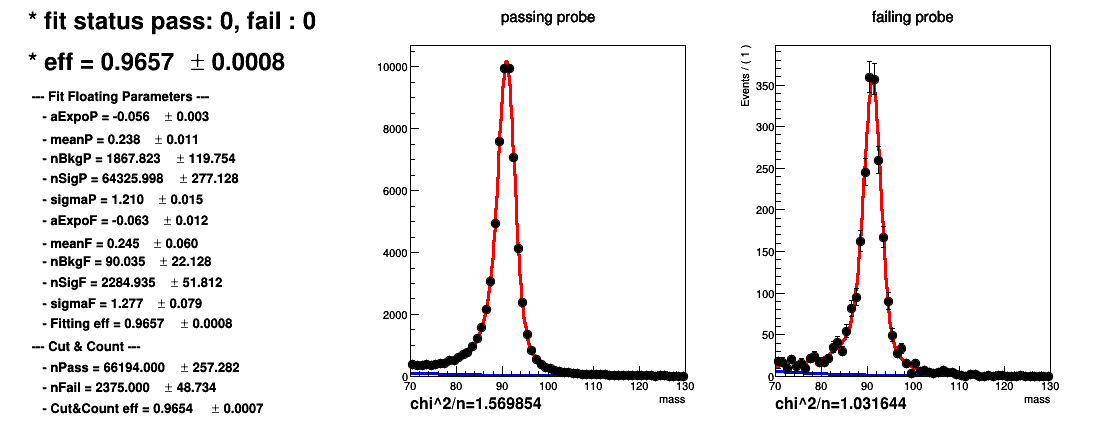 * fit status pass: 0, fail : 0
* eff = 0.9657 ± 0.0008
--- Fit Floating Parameters ---
- aExpoP = -0.056 ± 0.003
- meanP = 0.238 ± 0.011
- nBkgP = 1867.823 ± 119.754
- nSigP = 64325.998 ± 277.128
- sigmaP = 1.210 ± 0.015
- aExpoF = -0.063 ± 0.012
- meanF = 0.245 ± 0.060
- nBkgF = 90.035 ± 22.128
- nSigF = 2284.935 ± 51.812
- sigmaF = 1.277 ± 0.079
- Fitting eff = 0.9657 ± 0.0008
--- Cut & Count ---
- nPass = 66194.000 ± 257.282
- nFail = 2375.000 ± 48.734
- Cut&Count eff = 0.9654 ± 0.0007
passing probe
10000
8000
6000
4000
2000
0
70 80 90 100 110 120 130
mass
chi^2/n=1.569854
failing probe
Events / ( 1 )
350
300
250
200
150
100
50
0
70 80 90 100 110 120 130
mass
chi^2/n=1.031644